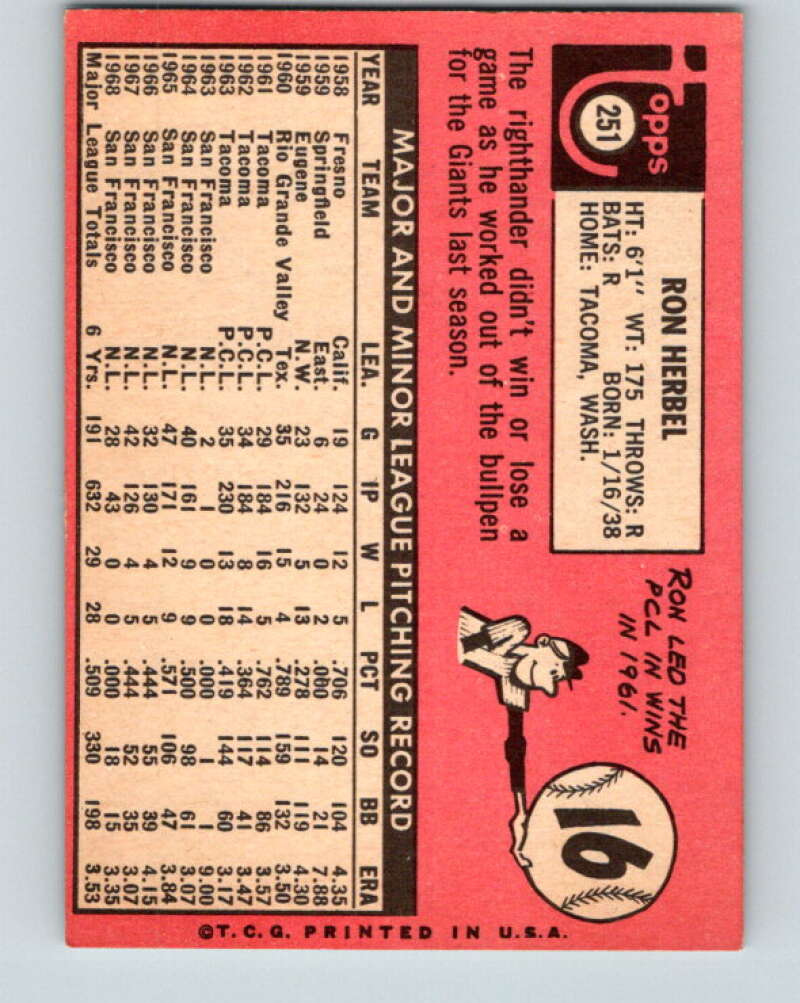 Topps
251
RON HERBEL
HT: 6'1" WT: 175 THROWS: R
BATS: R BORN: 1/16/38
HOME: TACOMA, WASH.
The righthander didn't win or lose a
game as he worked out of the bullpen
for the Giants last season.
RON LED THE
PCL IN WINS
IN 1961.
16
MAJOR AND MINOR LEAGUE PITCHING RECORD
YEAR TEAM LEA. G IP W L PCT SO BB ERA
1958 Fresno Calif. 19 124 12 5 .706 120 104 4.35
1959 Springfield East. 6 24 0 2 .000 14 21 7.88
1959 Eugene N.W. 23 132 5 13 .278 111 119 4.30
1960 Rio Grande Valley Tex. 35 216 15 4 .789 159 132 3.50
1961 Tacoma P.C.L. 29 184 16 5 .762 114 86 3.57
1962 Tacoma P.C.L. 34 184 8 14 .364 117 41 3.47
1963 Tacoma P.C.L. 35 230 13 18 .419 144 60 3.17
1963 San Francisco N.L. 2 1 0 0 .000 1 1 9.00
1964 San Francisco N.L. 40 161 9 9 .500 98 61 3.07
1965 San Francisco N.L. 47 171 12 9 .571 106 47 3.84
1966 San Francisco N.L. 32 130 4 5 .444 55 39 4.15
1967 San Francisco N.L. 42 126 4 5 .444 52 35 3.07
1968 San Francisco N.L. 28 43 0 0 .000 18 15 3.35
Major League Totals 6 Yrs. 191 632 29 28 .509 330 198 3.53
©T.C.G. PRINTED IN U.S.A.